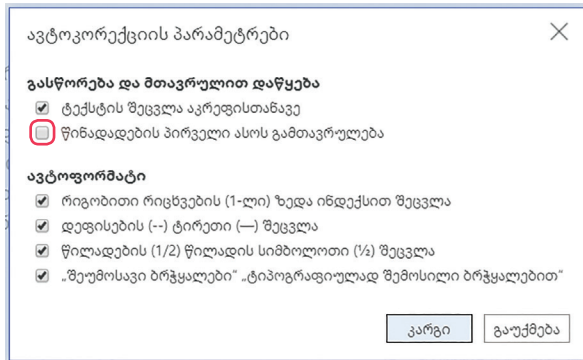 ავტოკორექციის პარამეტრები
გასწორება და მთავრულით დაწყება
ტექსტის შეცვლა აკრეფისთანავე
წინადადების პირველი ასოს გამთავრულება
ავტოფორმატი
რიგობითი რიცხვების (1-ლი) ზედა ინდექსით შეცვლა
დეფისების (--) ტირეთი (—) შეცვლა
წილადების (1/2) წილადის სიმბოლოთი (½) შეცვლა
„შეუმოსავი ბრჭყალები“ „ტიპოგრაფიულად შემოსილი ბრჭყალებით“
კარგი
გაუქმება